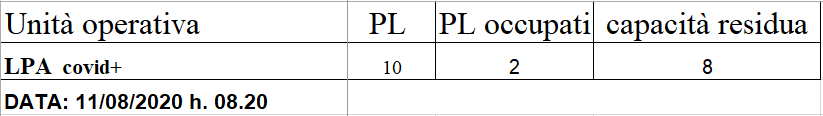 Unità operativa PL PL occupati capacità residua
LPA covid+ 10 2 8
DATA: 11/08/2020 h. 08.20